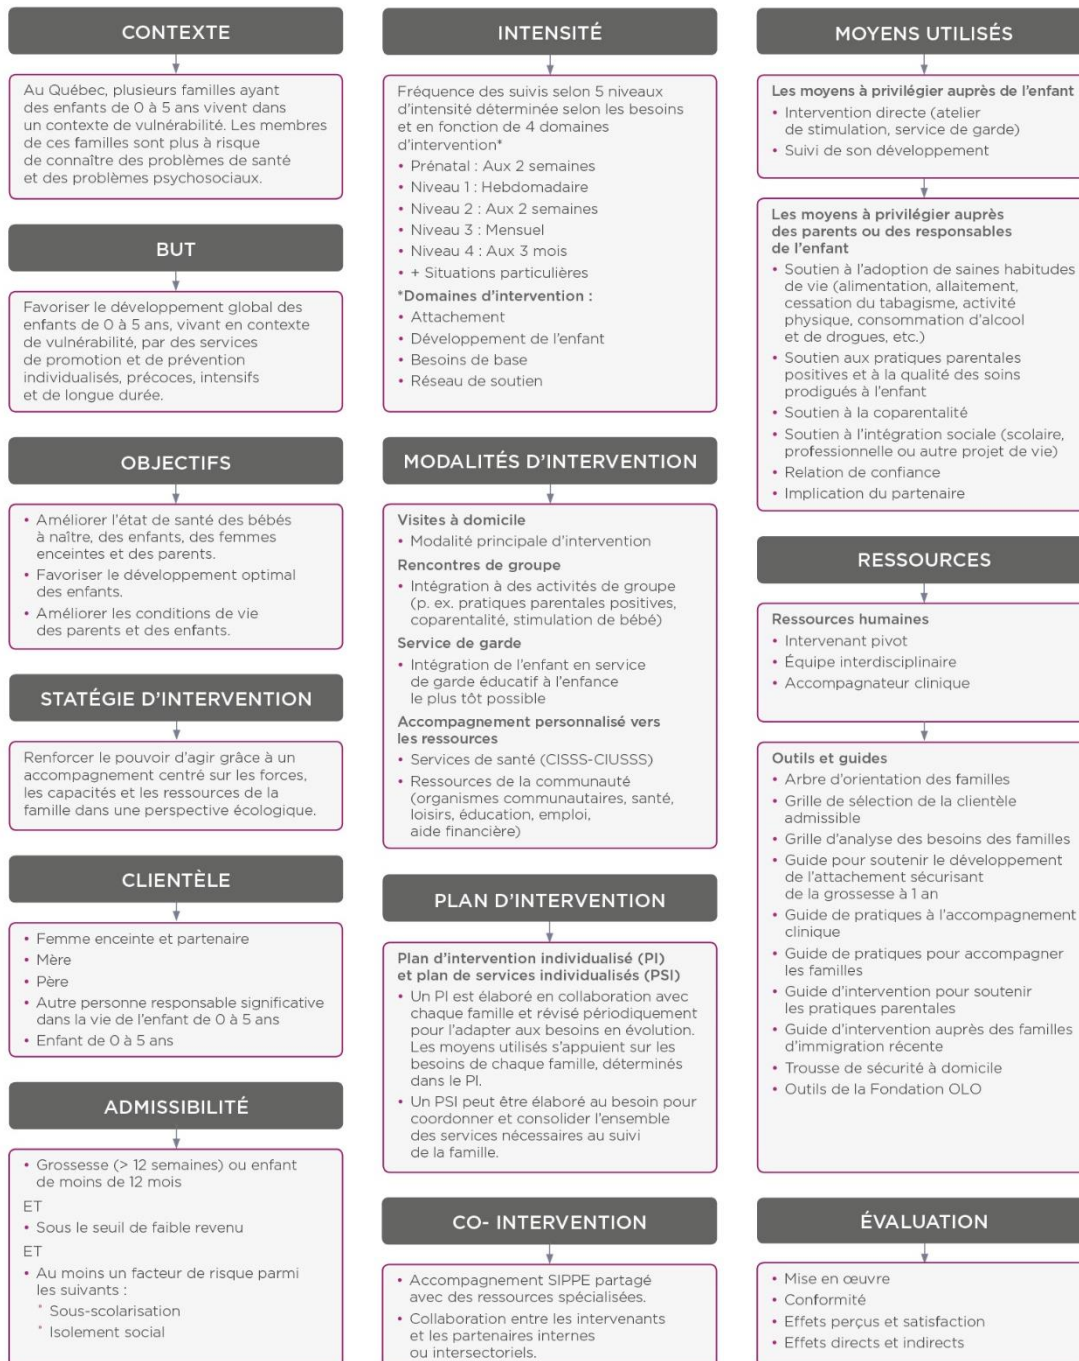 CONTEXTE
Au Québec, plusieurs familles ayant
des enfants de 0 à 5 ans vivent dans
un contexte de vulnérabilité. Les membres
de ces familles sont plus à risque
de connaître des problèmes de santé
et des problèmes psychosociaux.
BUT
Favoriser le développement global des
enfants de 0 à 5 ans, vivant en contexte
de vulnérabilité, par des services
de promotion et de prévention
individualisés, précoces, intensifs
et de longue durée.
OBJECTIFS
• Améliorer l'état de santé des bébés
à naître, des enfants, des femmes
enceintes et des parents.
• Favoriser le développement optimal
des enfants.
• Améliorer les conditions de vie
des parents et des enfants.
STATÉGIE D'INTERVENTION
Renforcer le pouvoir d'agir grâce à un
accompagnement centré sur les forces,
les capacités et les ressources de la
famille dans une perspective écologique.
CLIENTÈLE
• Femme enceinte et partenaire
• Mère
• Père
• Autre personne responsable significative
dans la vie de l'enfant de 0 à 5 ans
• Enfant de 0 à 5 ans
ADMISSIBILITÉ
• Grossesse (> 12 semaines) ou enfant
de moins de 12 mois
ET
• Sous le seuil de faible revenu
ET
• Au moins un facteur de risque parmi
les suivants :
* Sous-scolarisation
* Isolement social
INTENSITÉ
Fréquence des suivis selon 5 niveaux
d'intensité déterminée selon les besoins
et en fonction de 4 domaines
d'intervention*
• Prénatal : Aux 2 semaines
• Niveau 1 : Hebdomadaire
• Niveau 2 : Aux 2 semaines
• Niveau 3 : Mensuel
• Niveau 4 : Aux 3 mois
• + Situations particulières
*Domaines d'intervention :
• Attachement
• Développement de l'enfant
• Besoins de base
• Réseau de soutien
MODALITÉS D'INTERVENTION
Visites à domicile
• Modalité principale d'intervention
Rencontres de groupe
• Intégration à des activités de groupe
(p. ex. pratiques parentales positives,
coparentalité, stimulation de bébé)
Service de garde
• Intégration de l'enfant en service
de garde éducatif à l'enfance
le plus tôt possible
Accompagnement personnalisé vers
les ressources
• Services de santé (CISSS-CIUSSS)
• Ressources de la communauté
(organismes communautaires, santé,
loisirs, éducation, emploi,
aide financière)
PLAN D'INTERVENTION
Plan d'intervention individualisé (PI)
et plan de services individualisés (PSI)
• Un PI est élaboré en collaboration avec
chaque famille et révisé périodiquement
pour l'adapter aux besoins en évolution.
Les moyens utilisés s'appuient sur les
besoins de chaque famille, déterminés
dans le PI.
• Un PSI peut être élaboré au besoin pour
coordonner et consolider l'ensemble
des services nécessaires au suivi
de la famille.
CO- INTERVENTION
• Accompagnement SIPPE partagé
avec des ressources spécialisées.
• Collaboration entre les intervenants
et les partenaires internes
ou intersectoriels.
MOYENS UTILISÉS
Les moyens à privilégier auprès de l'enfant
• Intervention directe (atelier
de stimulation, service de garde)
• Suivi de son développement
Les moyens à privilégier auprès
des parents ou des responsables
de l'enfant
• Soutien à l'adoption de saines habitudes
de vie (alimentation, allaitement,
cessation du tabagisme, activité
physique, consommation d'alcool
et de drogues, etc.)
• Soutien aux pratiques parentales
positives et à la qualité des soins
prodigués à l'enfant
• Soutien à la coparentalité
• Soutien à l'intégration sociale (scolaire,
professionnelle ou autre projet de vie)
• Relation de confiance
• Implication du partenaire
RESSOURCES
Ressources humaines
• Intervenant pivot
• Équipe interdisciplinaire
• Accompagnateur clinique
Outils et guides
• Arbre d'orientation des familles
• Grille de sélection de la clientèle
admissible
• Grille d'analyse des besoins des familles
• Guide pour soutenir le développement
de l'attachement sécurisant
de la grossesse à 1 an
• Guide de pratiques à l'accompagnement
clinique
• Guide de pratiques pour accompagner
les familles
• Guide d'intervention pour soutenir
les pratiques parentales
• Guide d'intervention auprès des familles
d'immigration récente
• Trousse de sécurité à domicile
• Outils de la Fondation OLO
ÉVALUATION
• Mise en œuvre
• Conformité
• Effets perçus et satisfaction
• Effets directs et indirects